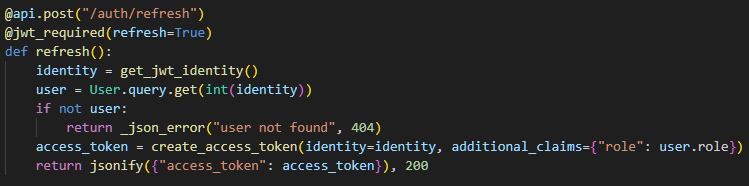 @api.post("/auth/refresh")
@jwt_required(refresh=True)
def refresh():
    identity = get_jwt_identity()
    user = User.query.get(int(identity))
    if not user:
        return _json_error("user not found", 404)
    access_token = create_access_token(identity=identity, additional_claims={"role": user.role})
    return jsonify({"access_token": access_token}), 200